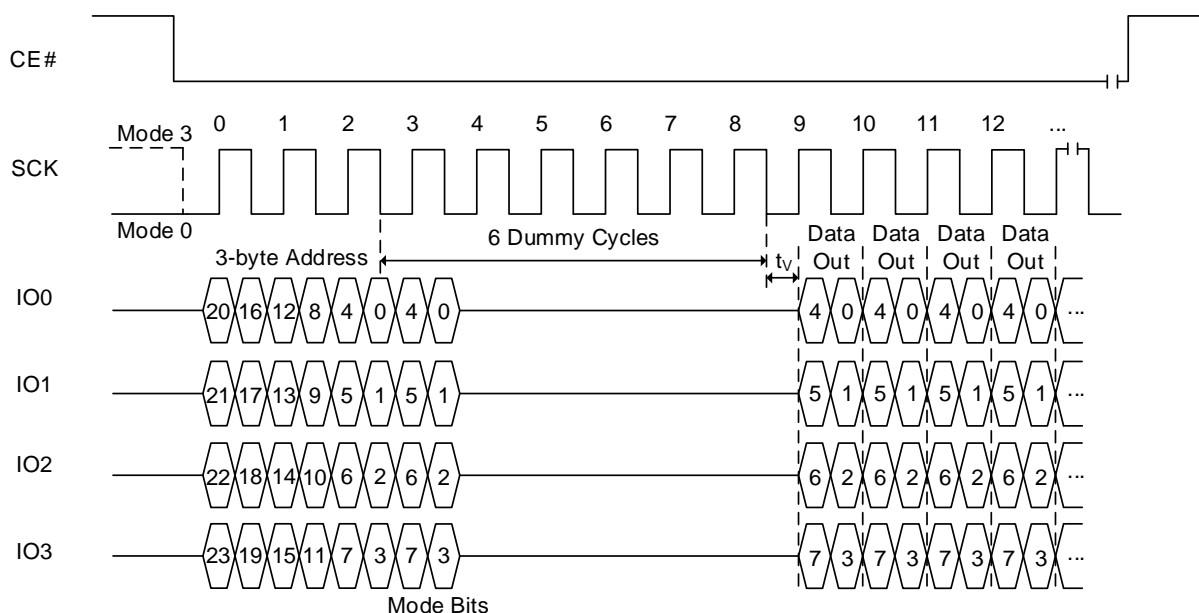 CE#
0 1 2 3 4 5 6 7 8 9 10 11 12 ...
Mode 3
SCK
Mode 0
6 Dummy Cycles
3-byte Address
tV
Data Out Data Out Data Out Data Out
IO0 20 16 12 8 4 0 4 0 4 0 4 0 4 0 4 0 ...
IO1 21 17 13 9 5 1 5 1 5 1 5 1 5 1 5 1 ...
IO2 22 18 14 10 6 2 6 2 6 2 6 2 6 2 6 2 ...
IO3 23 19 15 11 7 3 7 3 7 3 7 3 7 3 7 3 ...
Mode Bits